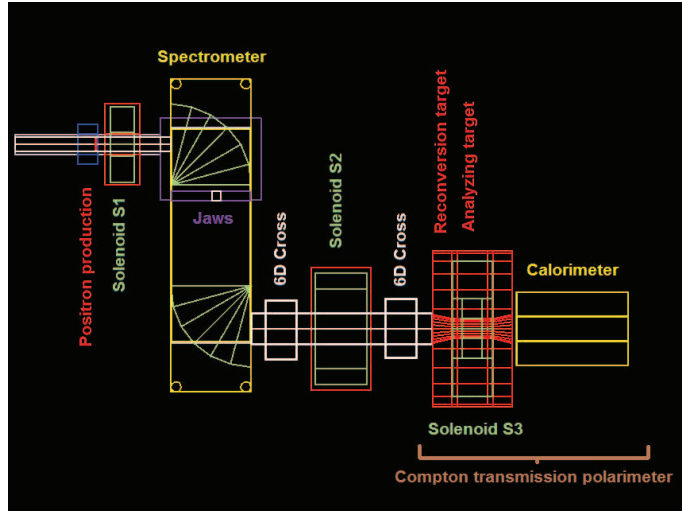 Spectrometer
Positron production
Solenoid S1
Jaws
6D Cross
Solenoid S2
6D Cross
Reconversion target
Analyzing target
Calorimeter
Solenoid S3
Compton transmission polarimeter